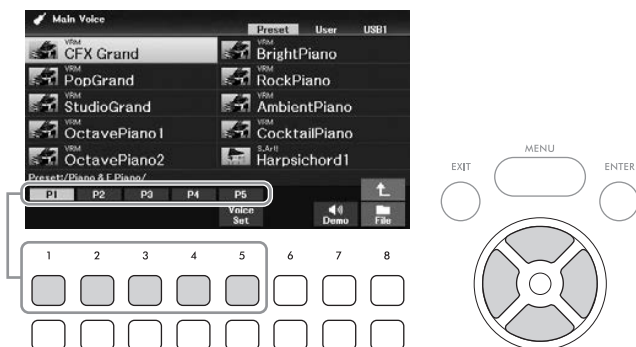 Main Voice
Preset User USB1
VRM CFX Grand
VRM BrightPiano
VRM PopGrand
VRM RockPiano
VRM StudioGrand
VRM AmbientPiano
VRM OctavePiano1
VRM CocktailPiano
VRM OctavePiano2
S.Art! Harpsichord1
Preset:/Piano & E.Piano/
P1 P2 P3 P4 P5
Voice Set
Demo
File
1 2 3 4 5 6 7 8
MENU
EXIT
ENTER